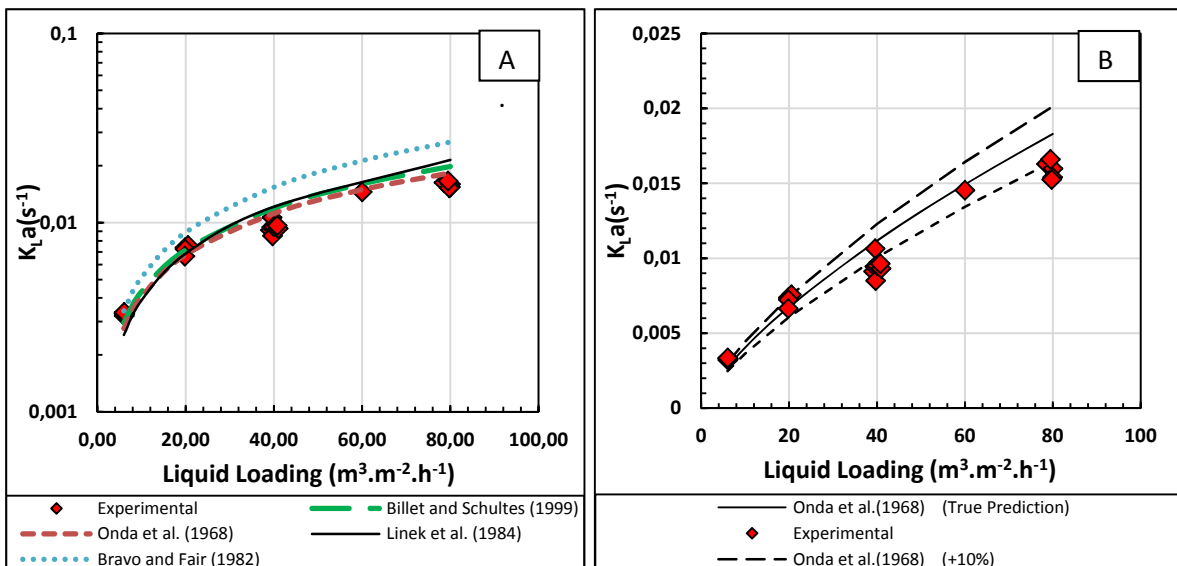 A
K_La(s⁻¹)
0,1
0,01
0,001
0,00 20,00 40,00 60,00 80,00 100,00
Liquid Loading (m³.m⁻².h⁻¹)
Experimental
Billet and Schultes (1999)
Onda et al. (1968)
Linek et al. (1984)
Bravo and Fair (1982)
B
K_La(s⁻¹)
0,025
0,02
0,015
0,01
0,005
0
0 20 40 60 80 100
Liquid Loading (m³.m⁻².h⁻¹)
Onda et al.(1968) (True Prediction)
Experimental
Onda et al.(1968) (+10%)